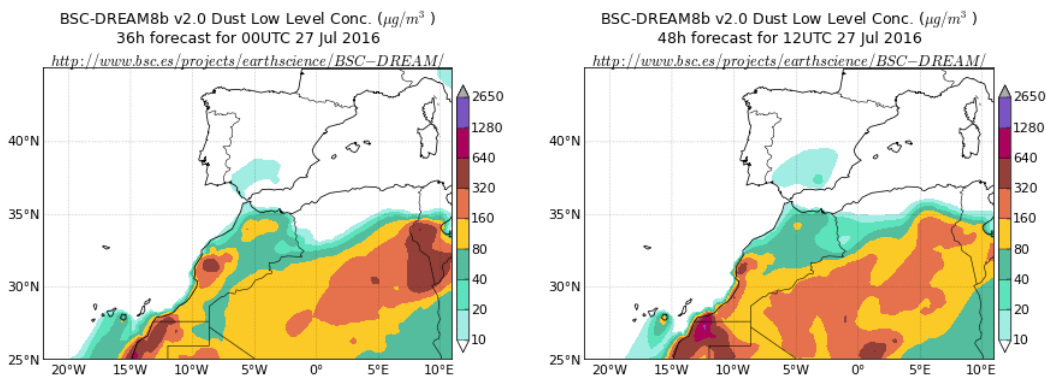 BSC-DREAM8b v2.0 Dust Low Level Conc. (μg/m³ )
36h forecast for 00UTC 27 Jul 2016
http://www.bsc.es/projects/earthscience/BSC−DREAM/
2650
1280
640
320
160
80
40
20
10
40°N
35°N
30°N
25°N
20°W 15°W 10°W 5°W 0° 5°E 10°E
BSC-DREAM8b v2.0 Dust Low Level Conc. (μg/m³ )
48h forecast for 12UTC 27 Jul 2016
http://www.bsc.es/projects/earthscience/BSC−DREAM/
2650
1280
640
320
160
80
40
20
10
40°N
35°N
30°N
25°N
20°W 15°W 10°W 5°W 0° 5°E 10°E